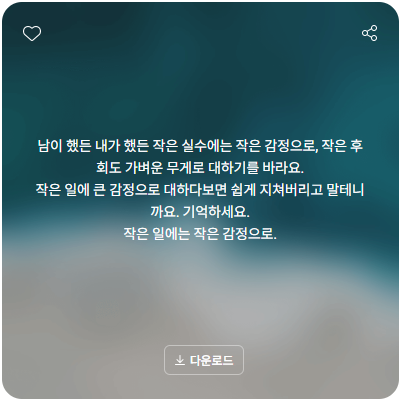 남이 했든 내가 했든 작은 실수에는 작은 감정으로, 작은 후
회도 가벼운 무게로 대하기를 바라요.
작은 일에 큰 감정으로 대하다보면 쉽게 지쳐버리고 말테니
까요. 기억하세요.
작은 일에는 작은 감정으로.
다운로드